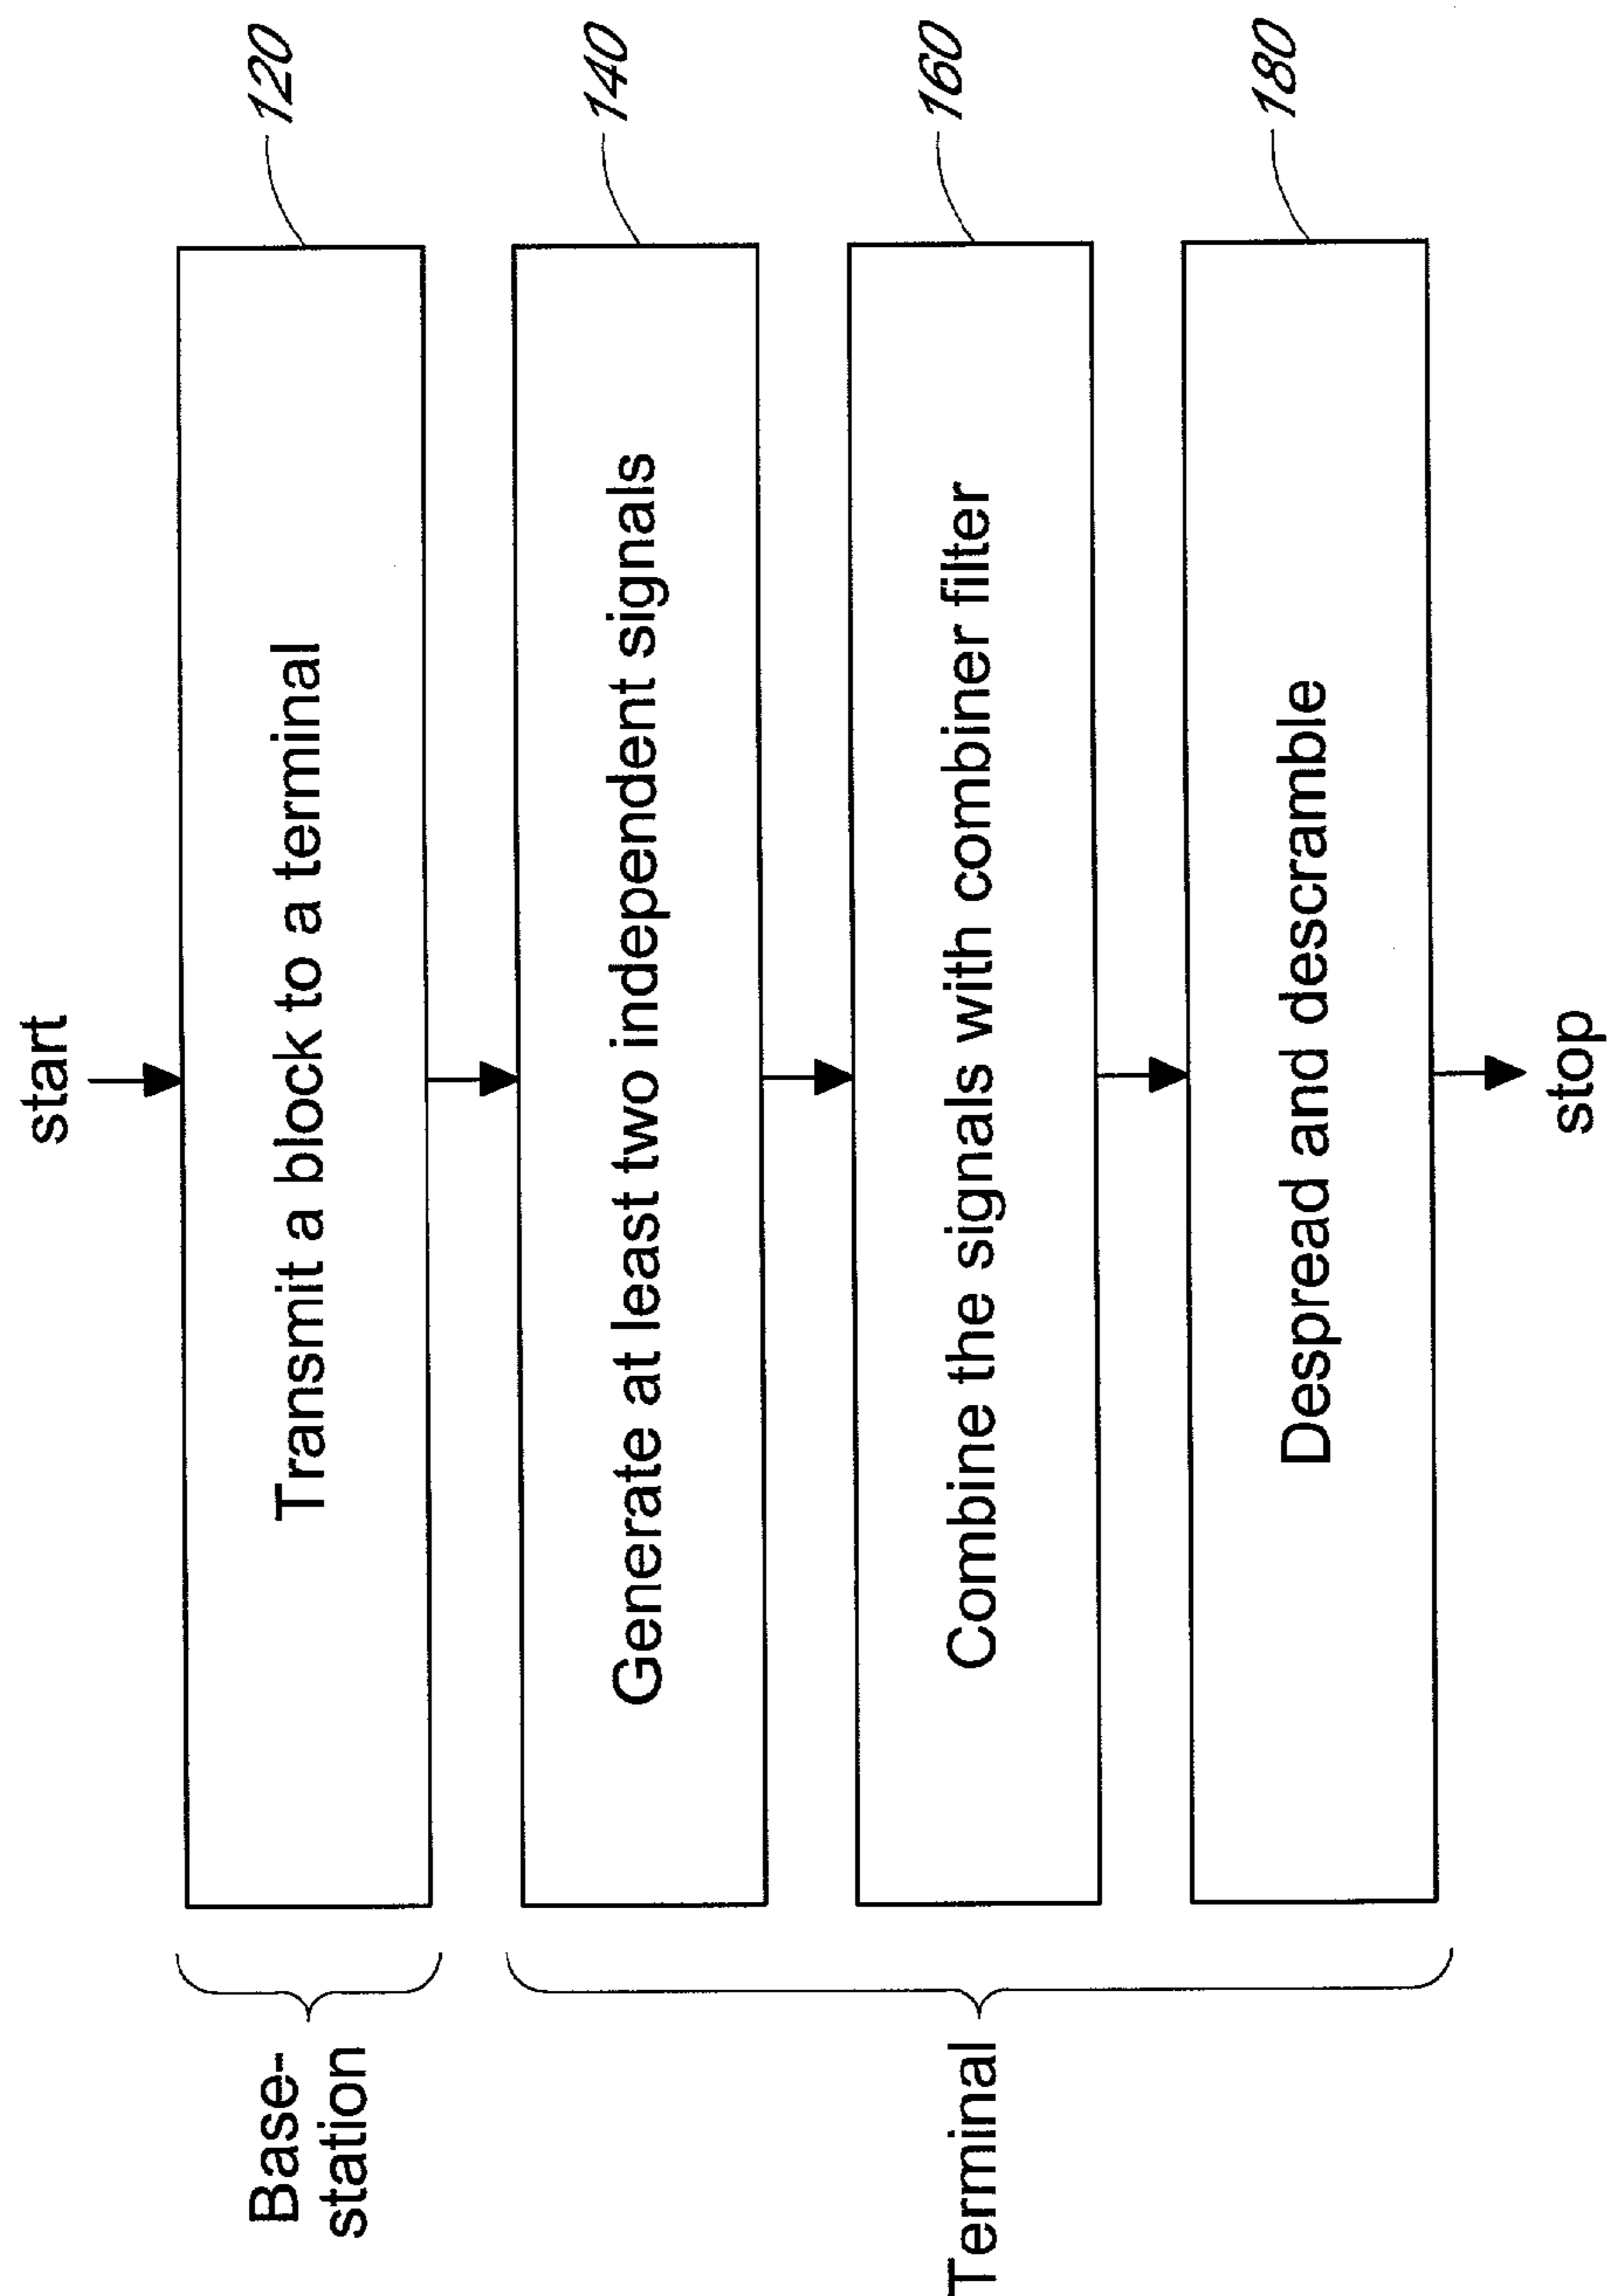 start
Transmit a block to a terminal
120
Generate at least two independent signals
140
Combine the signals with combiner filter
160
Despread and descramble
180
stop
Base-
station
Terminal